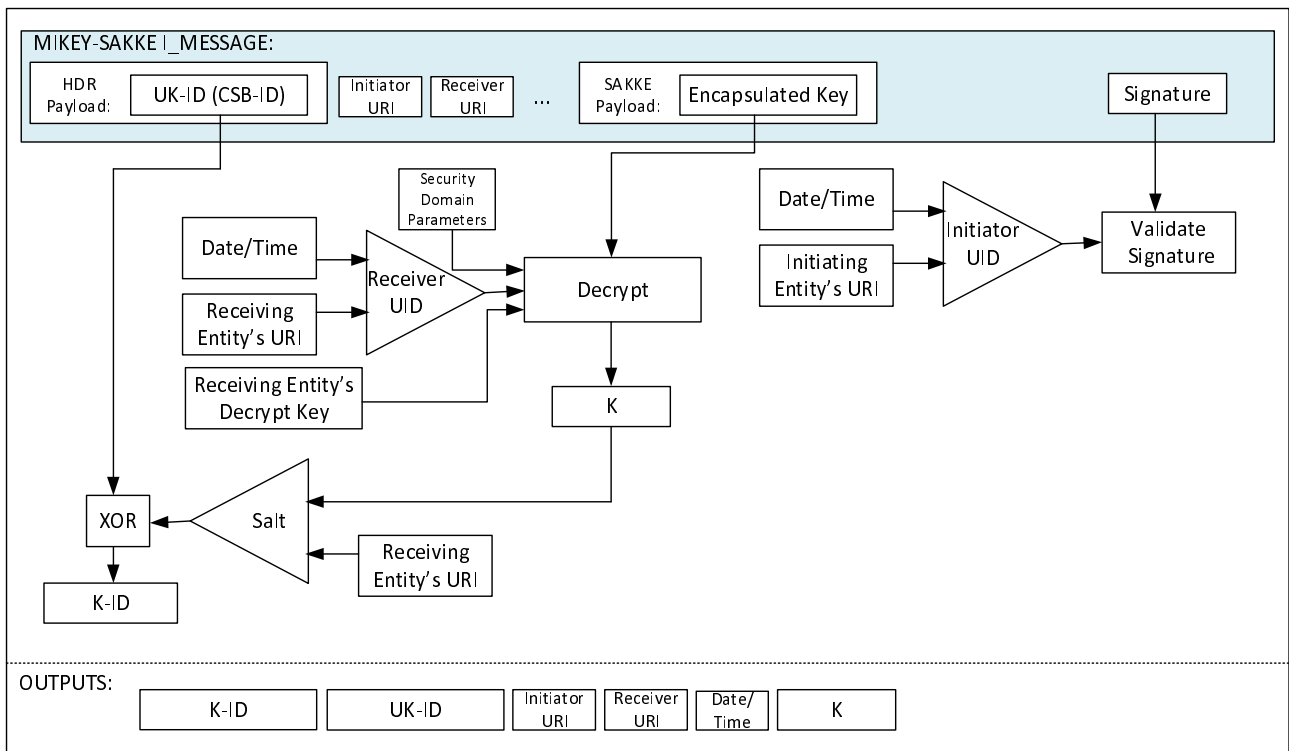 MIKEY-SAKKE I_MESSAGE:
HDR
Payload:
UK-ID (CSB-ID)
Initiator
URI
Receiver
URI
...
SAKKE
Payload:
Encapsulated Key
Signature
Security
Domain
Parameters
Date/Time
Receiving
Entity's URI
Receiver
UID
Receiving Entity's
Decrypt Key
Decrypt
K
Date/Time
Initiating
Entity's URI
Initiator
UID
Validate
Signature
XOR
Salt
Receiving
Entity's URI
K-ID
OUTPUTS:
K-ID
UK-ID
Initiator
URI
Receiver
URI
Date/
Time
K